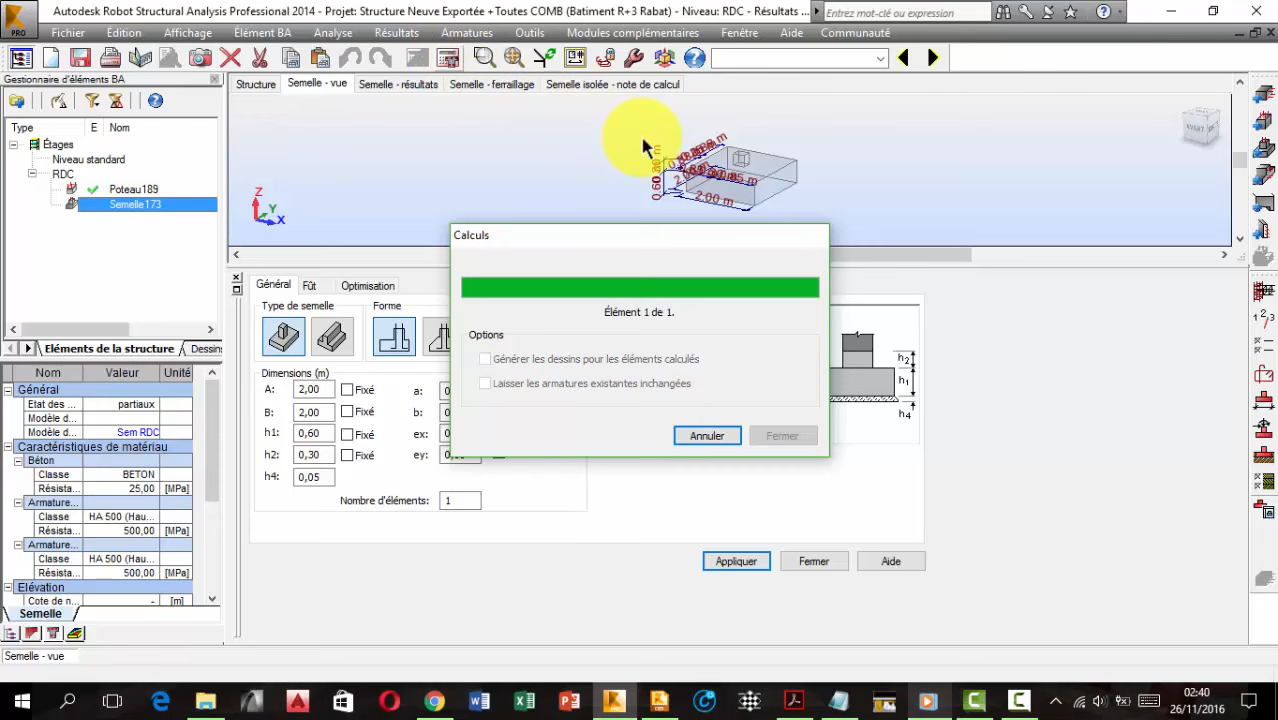 Autodesk Robot Structural Analysis Professional 2014 - Projet: Structure Neuve Exportée +Toutes COMB (Batiment R+3 Rabat) - Niveau: RDC - Résultats ...
Entrez mot-clé ou expression
PRO
Fichier Édition Affichage Élément BA Analyse Résultats Armatures Outils Modules complémentaires Fenêtre Aide Communauté
Gestionnaire d'éléments BA
Structure Semelle - vue Semelle - résultats Semelle - ferraillage Semelle isolée - note de calcul
Type E Nom
Étages
Niveau standard
RDC
Poteau189
Semelle173
2.00 m
Z
Y
X
Calculs
Élément 1 de 1.
Options
Générer les dessins pour les éléments calculés
Laisser les armatures existantes inchangées
Annuler Fermer
Eléments de la structure Dessins
Nom Valeur Unité
Général
Etat des ... partiaux
Modèle d...
Modèle d... Sem RDC
Caractéristiques de matériau
Béton
Classe BETON
Résista... 25,00 [MPa]
Armature...
Classe HA 500 (Hau...
Résista... 500,00 [MPa]
Armature...
Classe HA 500 (Hau...
Résista... 500,00 [MPa]
Elévation
Cote de n... - [m]
Semelle
Général Fût Optimisation
Type de semelle Forme
Dimensions (m)
A: 2,00 Fixé a:
B: 2,00 Fixé b:
h1: 0,60 Fixé ex:
h2: 0,30 Fixé ey:
h4: 0,05
Nombre d'éléments: 1
h2
h1
h4
Appliquer Fermer Aide
Semelle - vue
02:40
26/11/2016